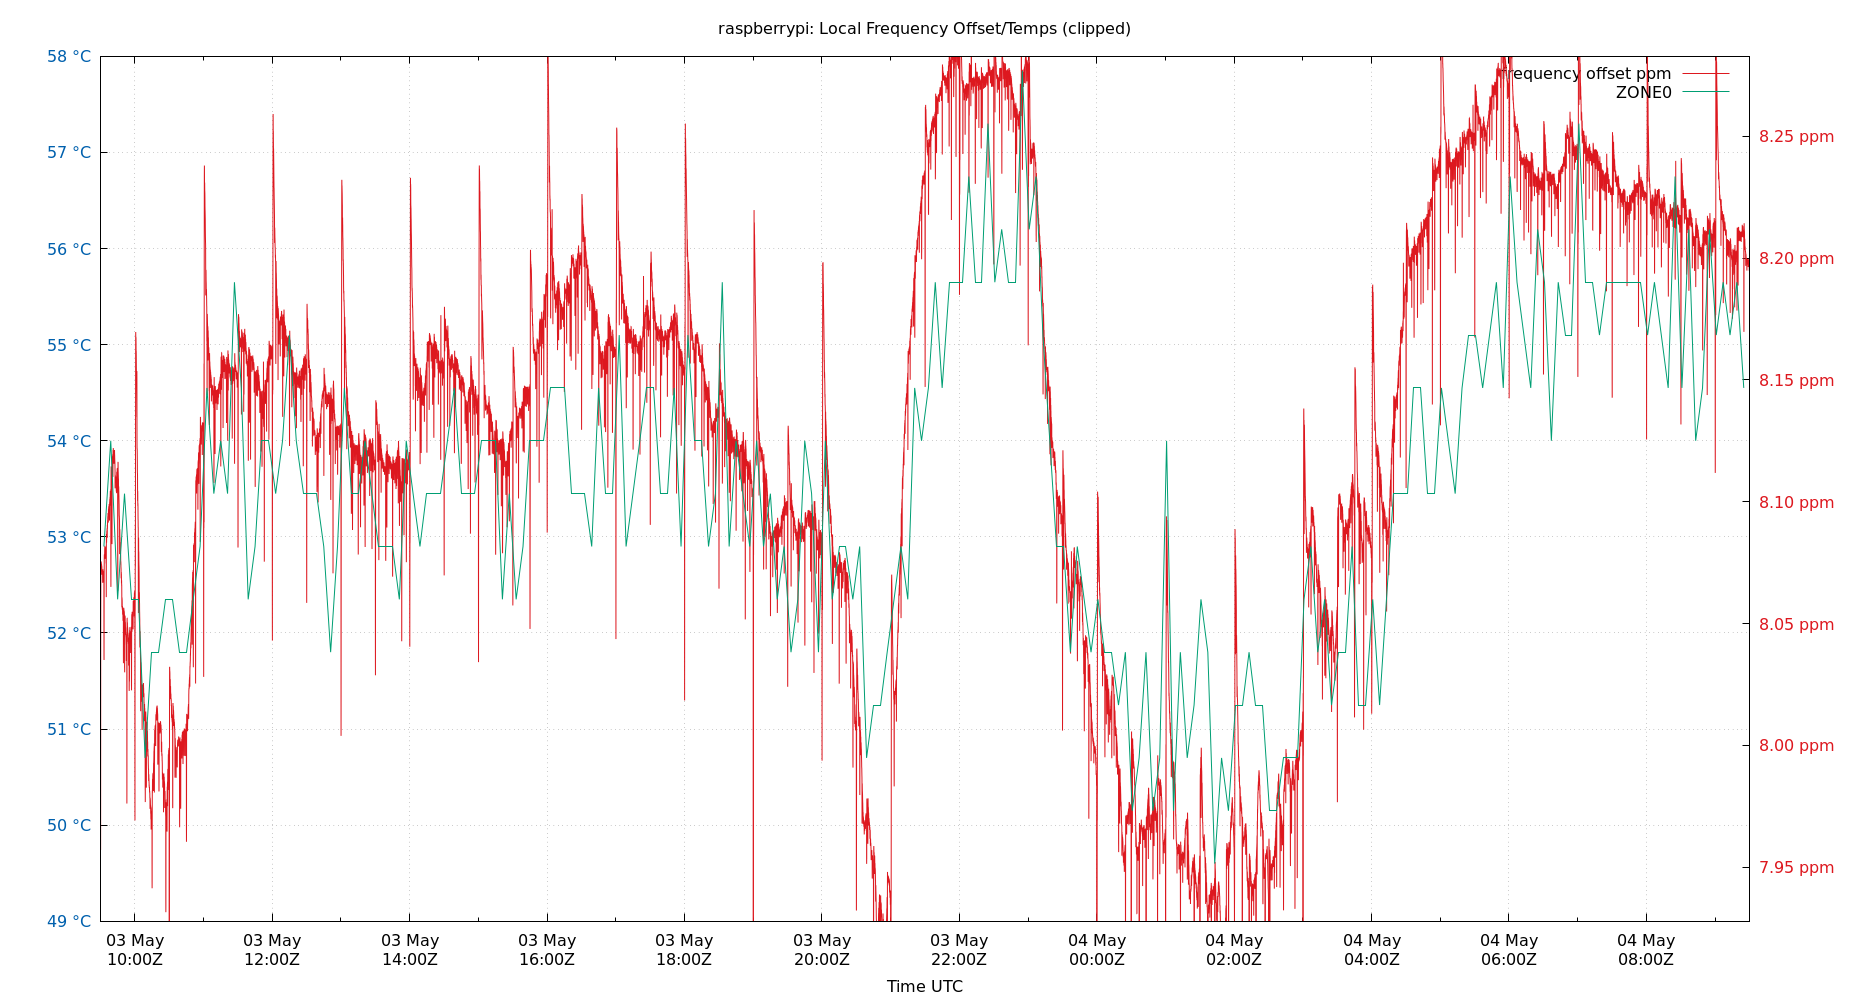 raspberrypi: Local Frequency Offset/Temps (clipped)
58 °C
57 °C
56 °C
55 °C
54 °C
53 °C
52 °C
51 °C
50 °C
49 °C
frequency offset ppm
ZONE0
8.25 ppm
8.20 ppm
8.15 ppm
8.10 ppm
8.05 ppm
8.00 ppm
7.95 ppm
03 May 03 May 03 May 03 May 03 May 03 May 03 May 04 May 04 May 04 May 04 May 04 May
10:00Z 12:00Z 14:00Z 16:00Z 18:00Z 20:00Z 22:00Z 00:00Z 02:00Z 04:00Z 06:00Z 08:00Z
Time UTC